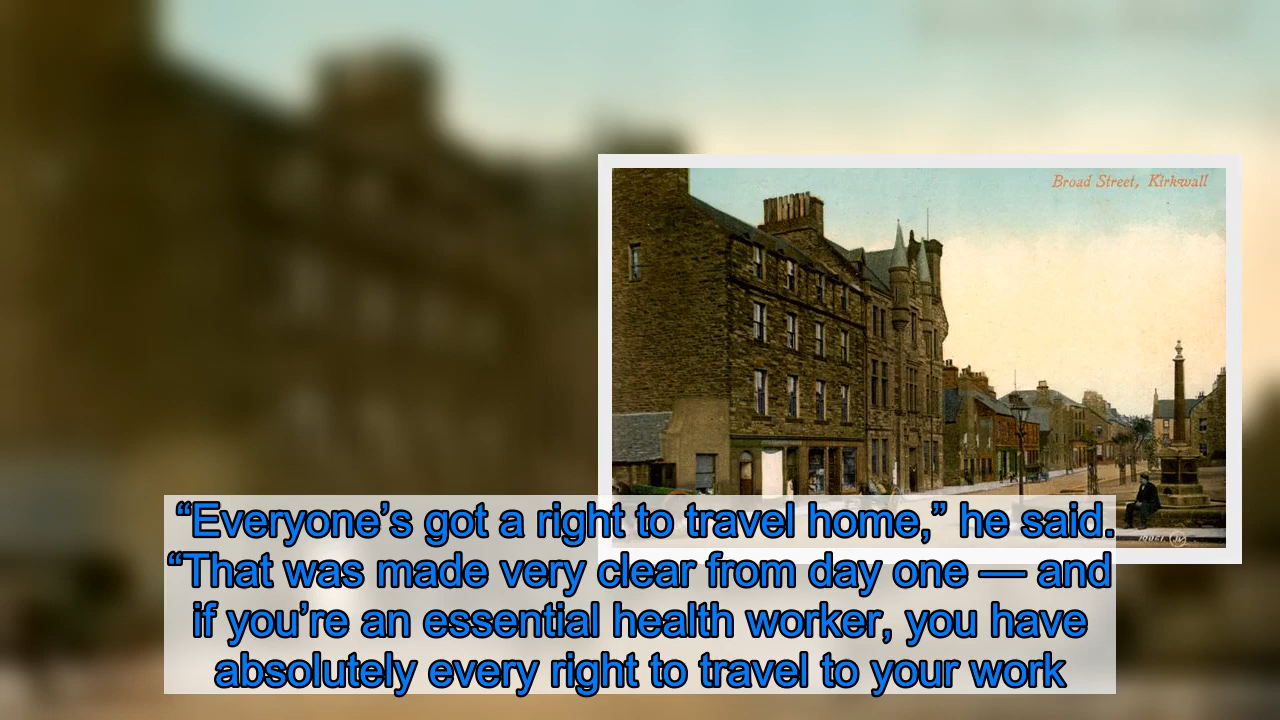 Broad Street, Kirkwall
“Everyone’s got a right to travel home,” he said.
“That was made very clear from day one — and
if you’re an essential health worker, you have
absolutely every right to travel to your work